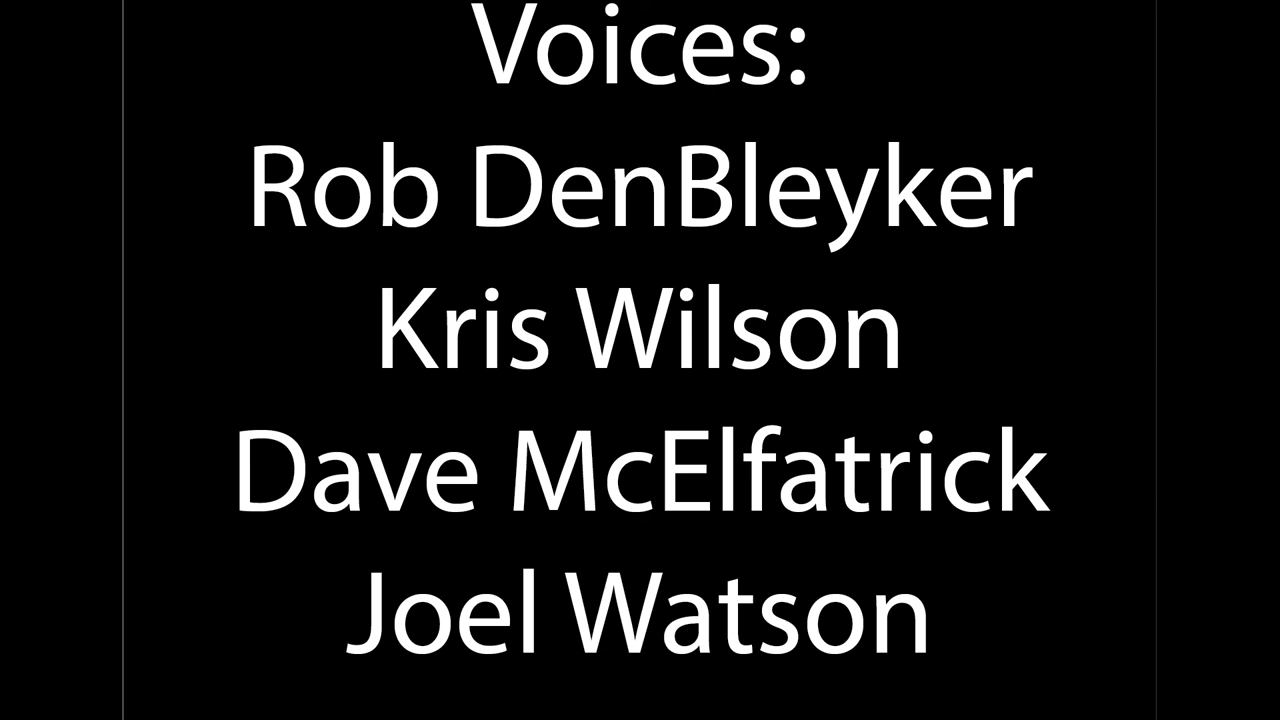 Voices:
Rob DenBleyker
Kris Wilson
Dave McElfatrick
Joel Watson